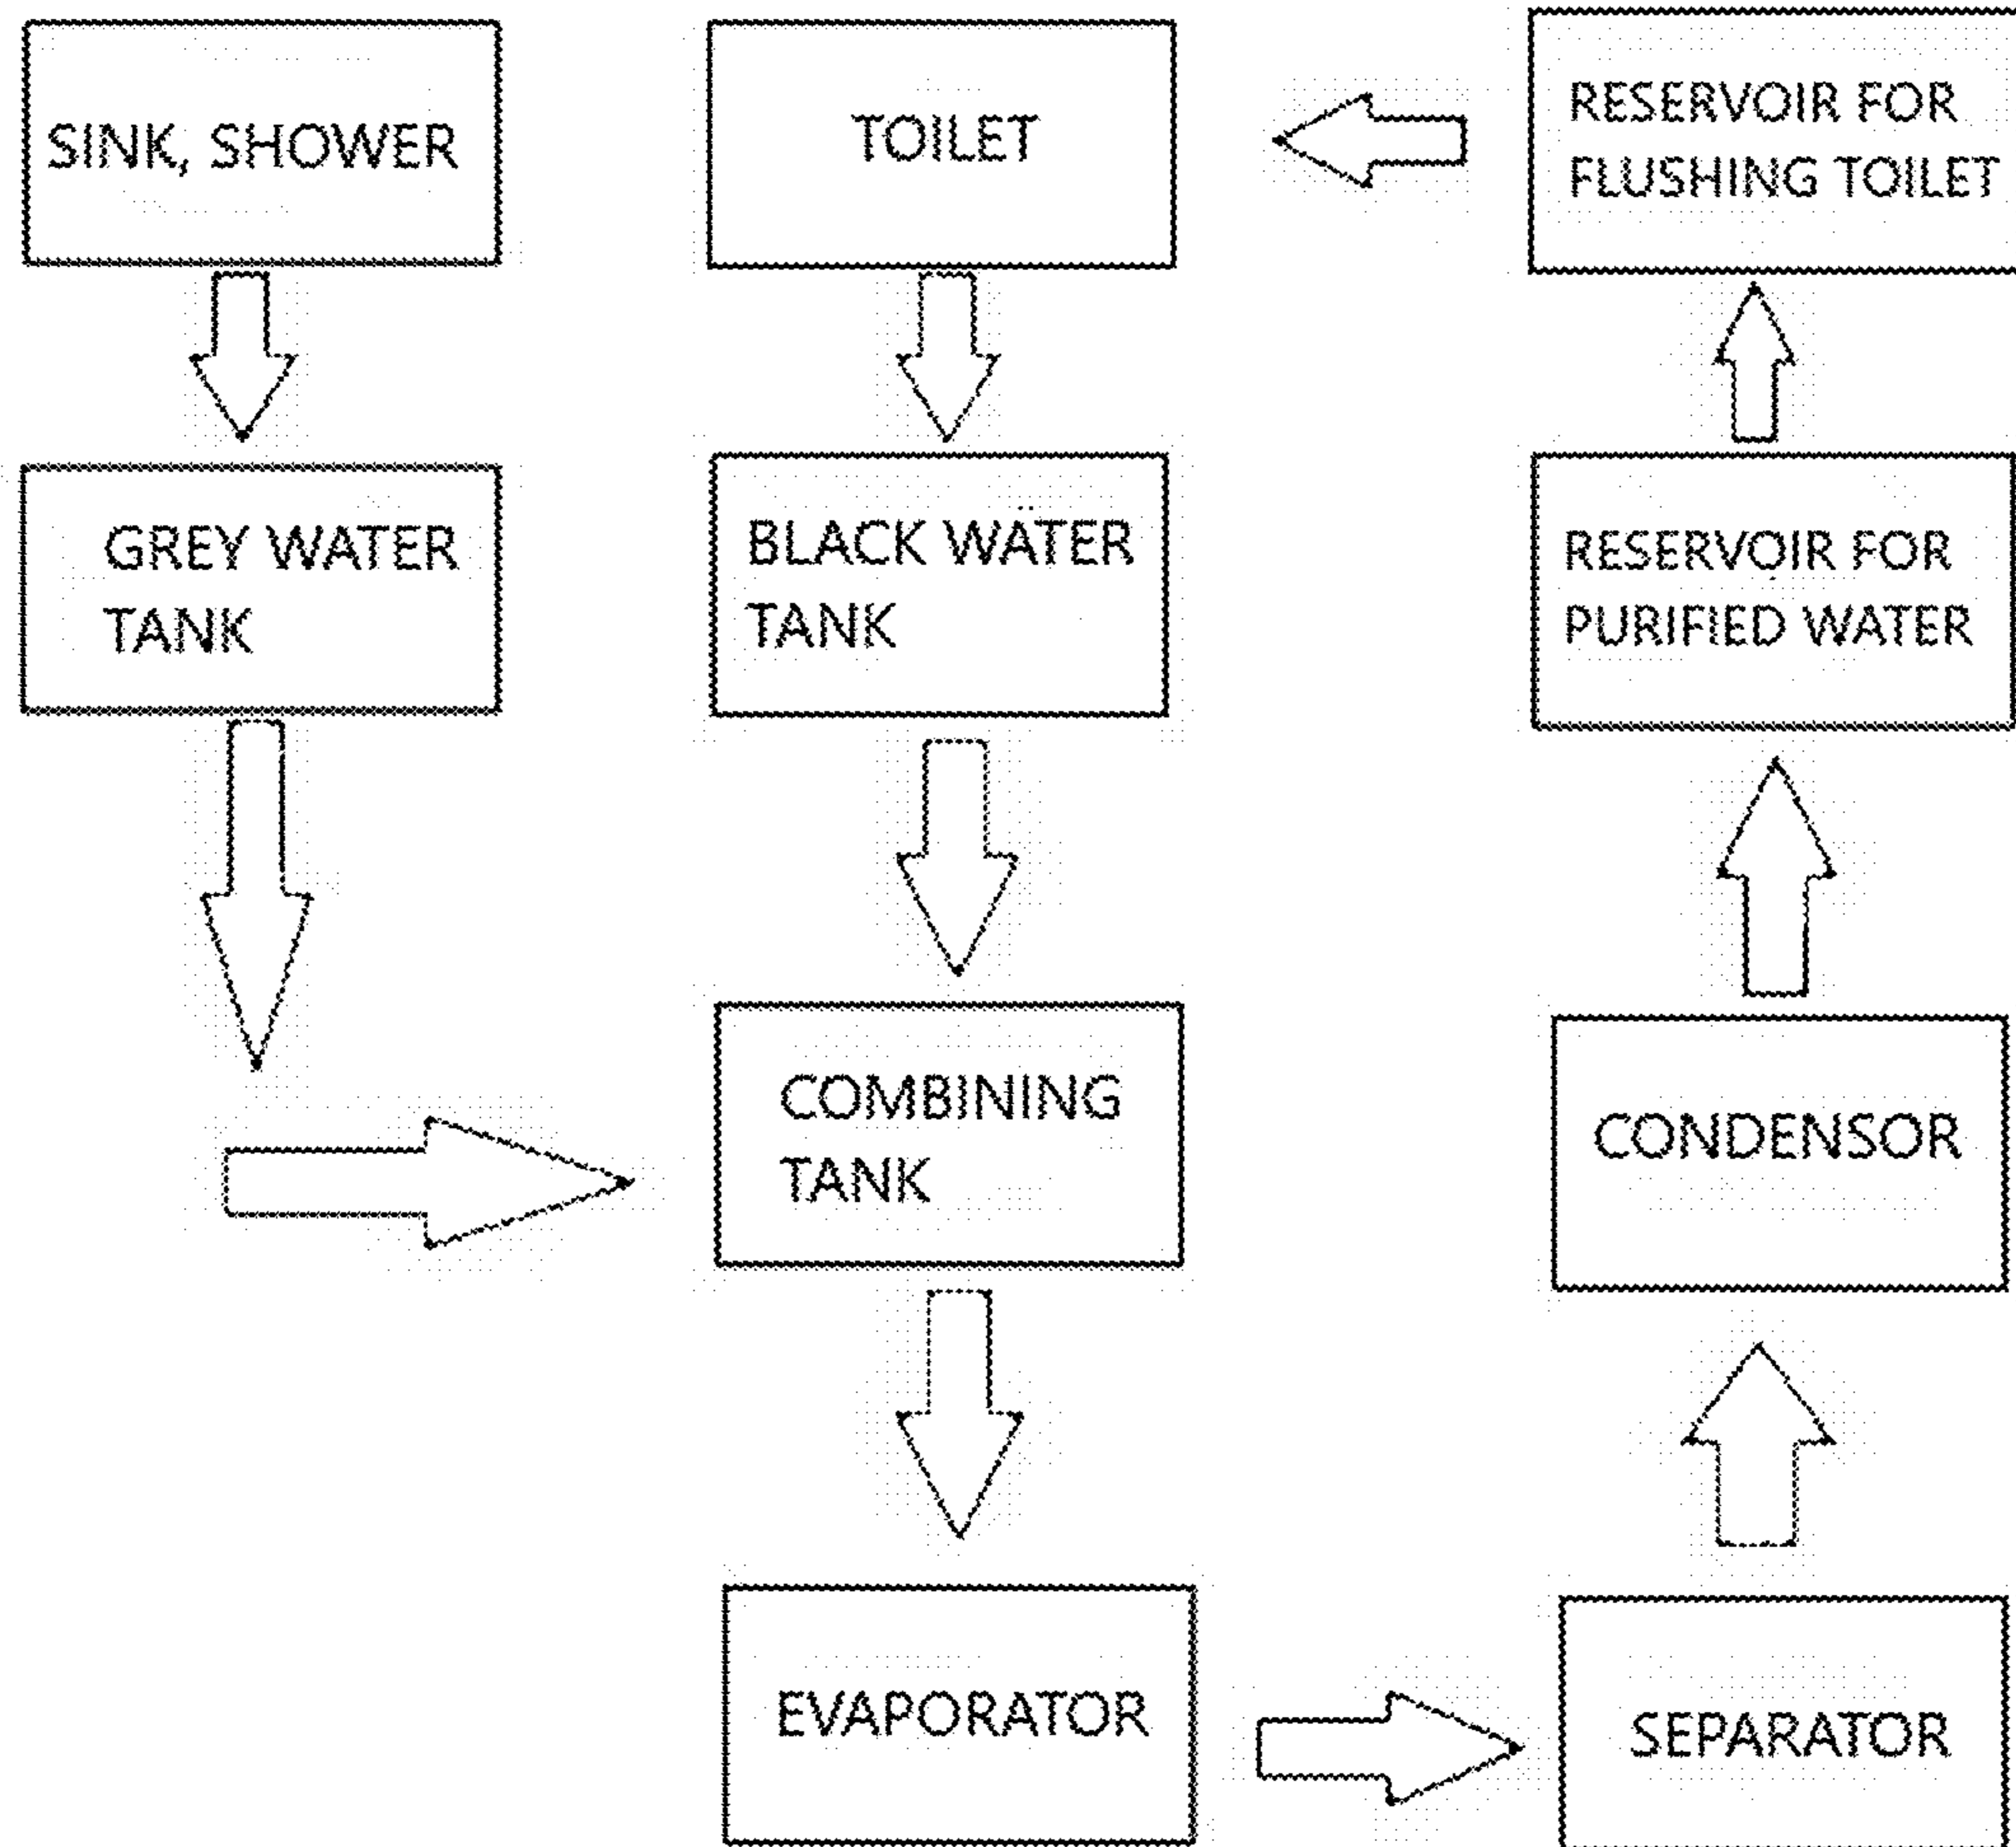 SINK, SHOWER
TOILET
RESERVOIR FOR
FLUSHING TOILET
GREY WATER
TANK
BLACK WATER
TANK
RESERVOIR FOR
PURIFIED WATER
COMBINING
TANK
CONDENSOR
EVAPORATOR
SEPARATOR